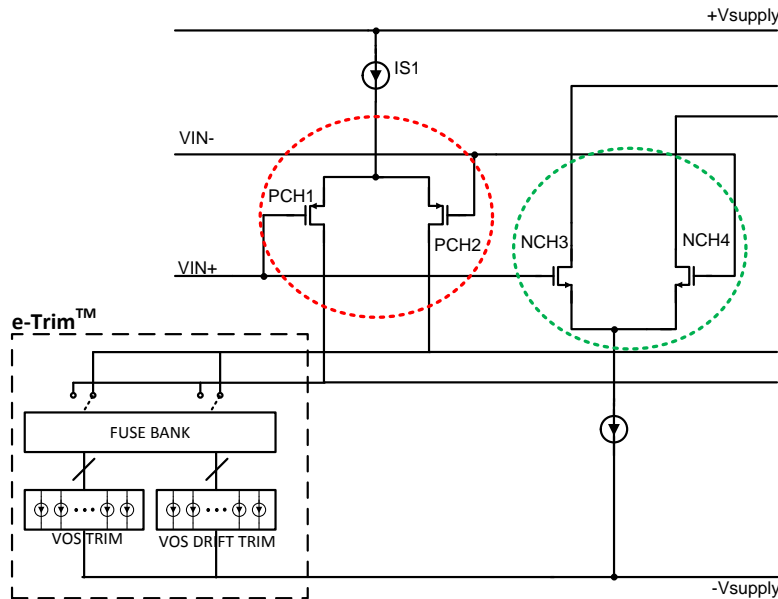 +Vsupply
IS1
VIN-
PCH1
PCH2
NCH3
NCH4
VIN+
e-Trim™
FUSE BANK
VOS TRIM
VOS DRIFT TRIM
-Vsupply